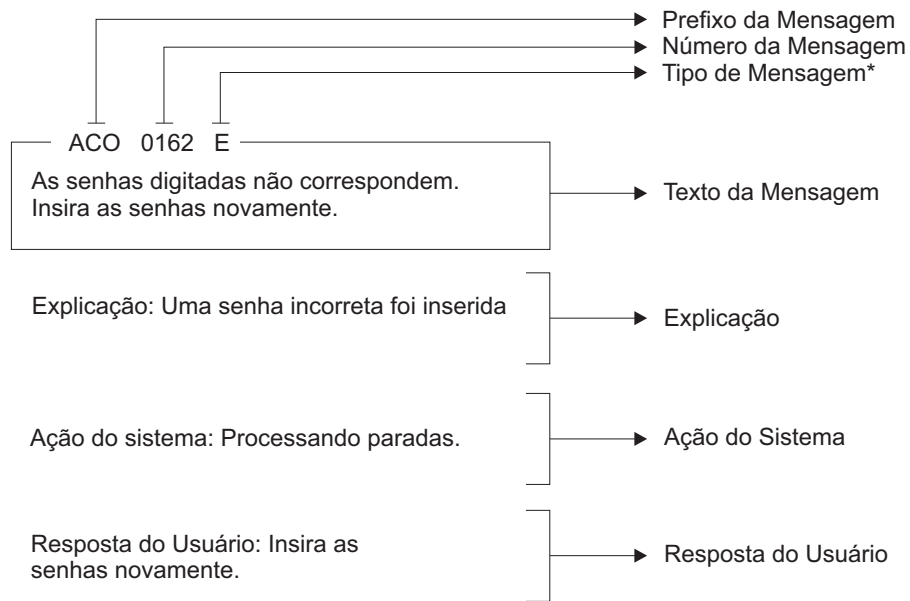 Prefixo da Mensagem
Número da Mensagem
Tipo de Mensagem*
ACO 0162 E
As senhas digitadas não correspondem.
Insira as senhas novamente.
Texto da Mensagem
Explicação: Uma senha incorreta foi inserida
Explicação
Ação do sistema: Processando paradas.
Ação do Sistema
Resposta do Usuário: Insira as
senhas novamente.
Resposta do Usuário